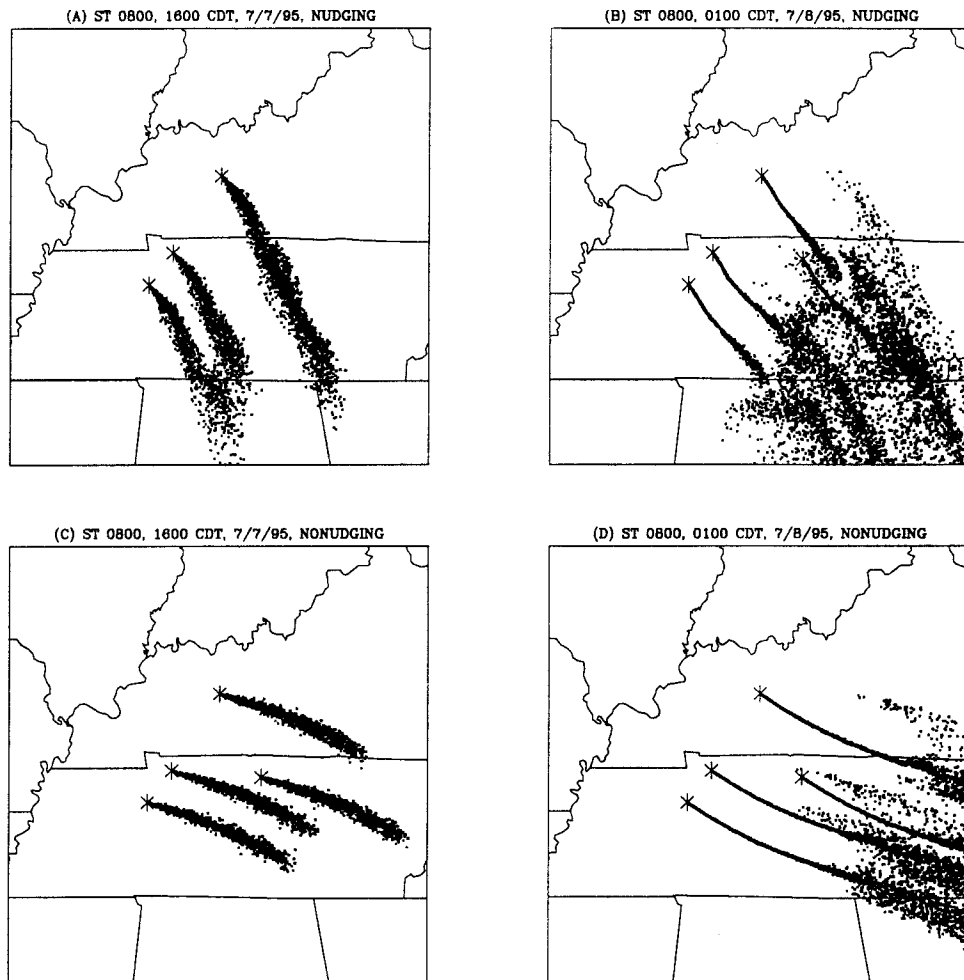 (A) ST 0800, 1600 CDT, 7/7/95, NUDGING
(B) ST 0800, 0100 CDT, 7/8/95, NUDGING
(C) ST 0800, 1600 CDT, 7/7/95, NONUDGING
(D) ST 0800, 0100 CDT, 7/8/95, NONUDGING